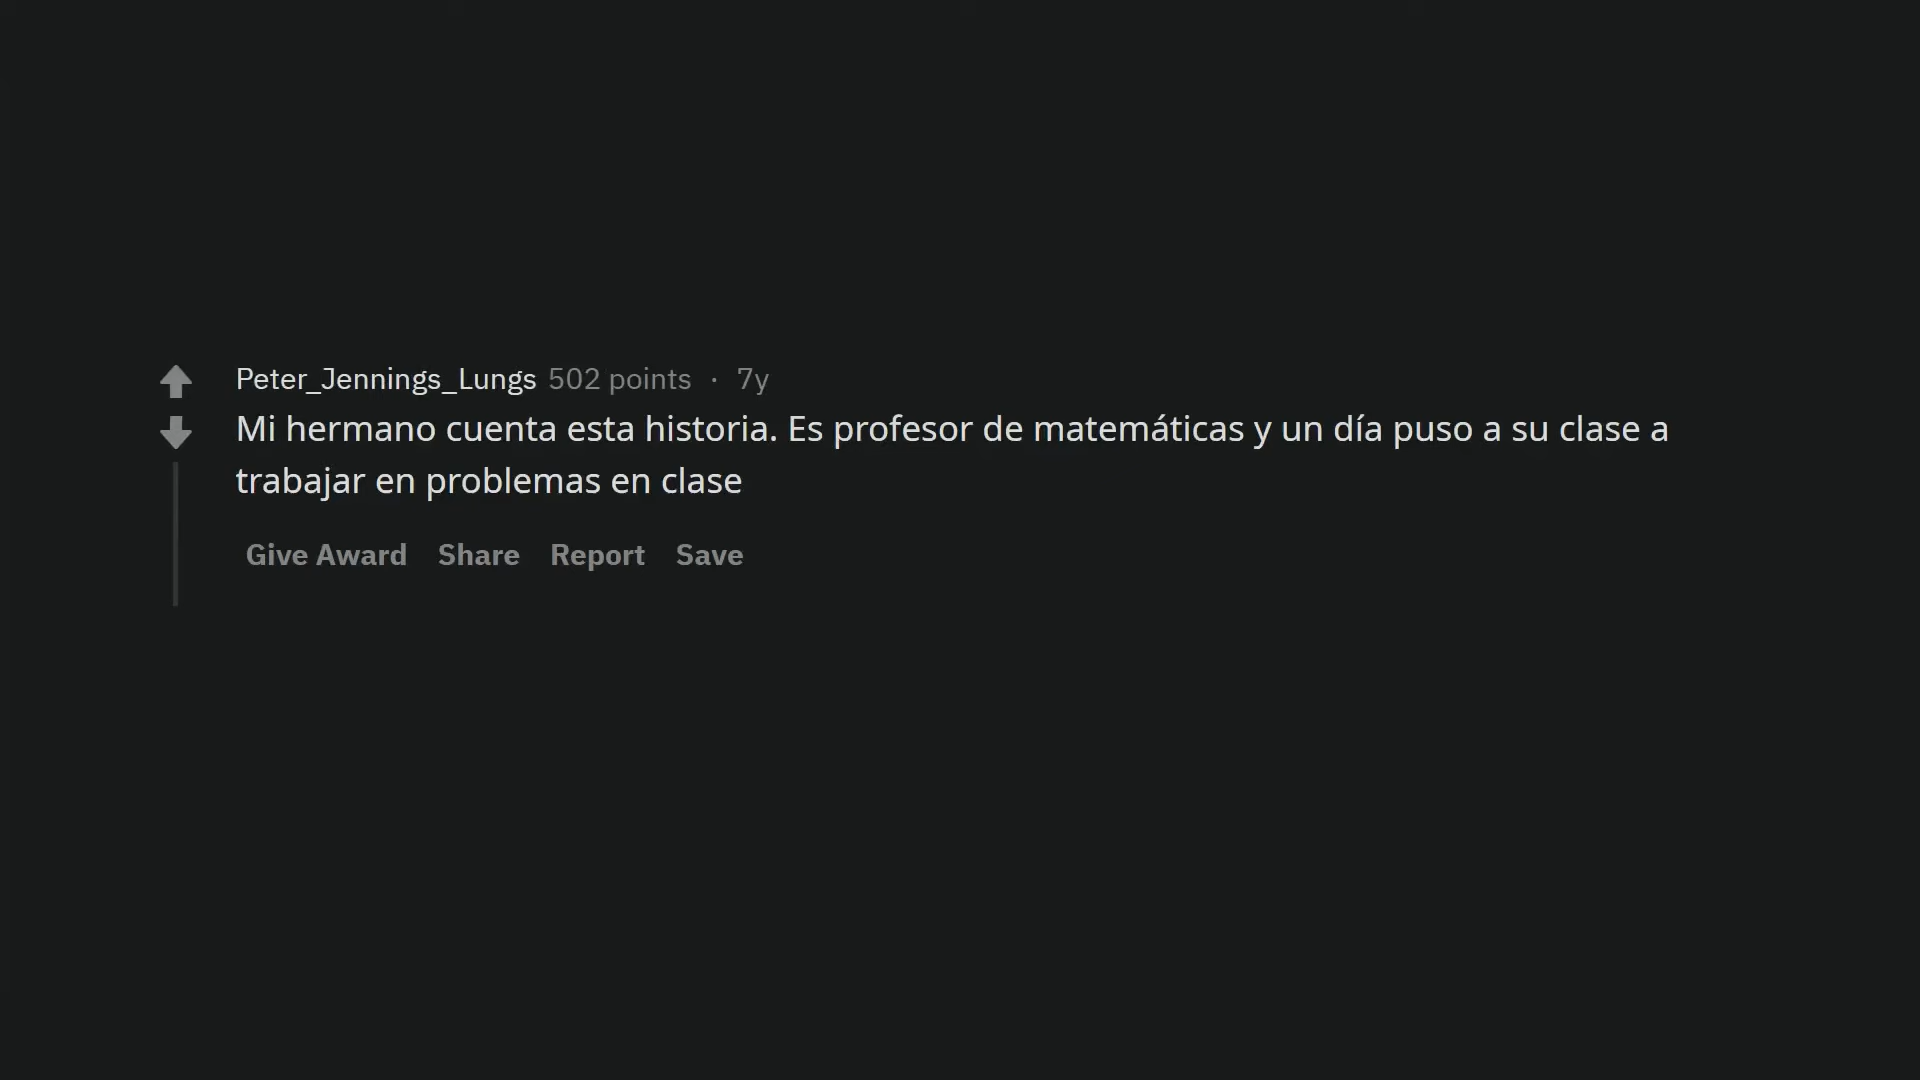 Peter_Jennings_Lungs 502 points · 7y
Mi hermano cuenta esta historia. Es profesor de matemáticas y un día puso a su clase a
trabajar en problemas en clase
Give Award Share Report Save